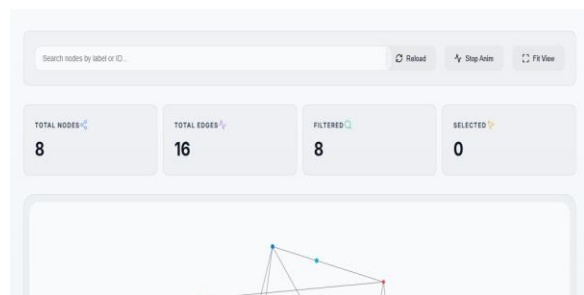 Search nodes by label or ID...
Reload
Stop Anim
Fit View
TOTAL NODES
8
TOTAL EDGES
16
FILTERED
8
SELECTED
0